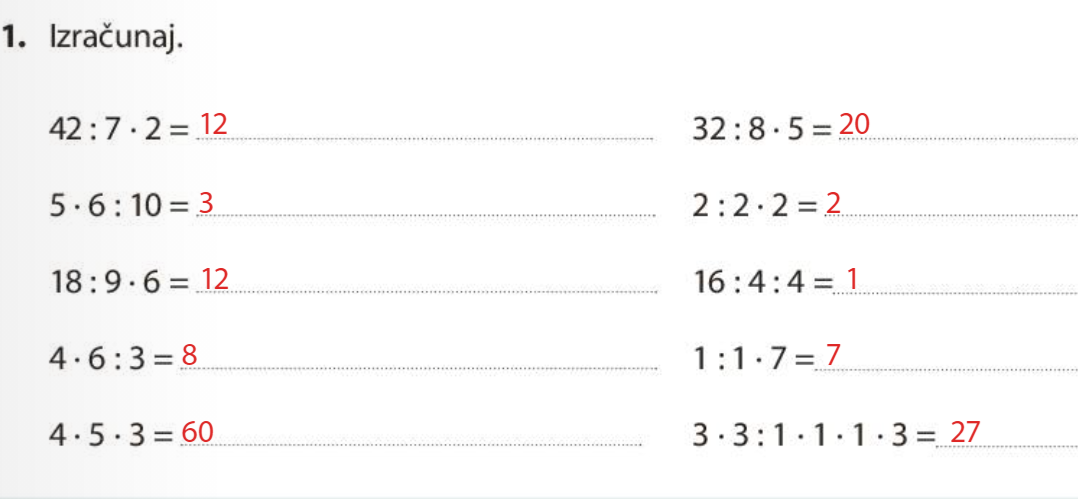 1. Izračunaj.
42 : 7 · 2 = 12
32 : 8 · 5 = 20
5 · 6 : 10 = 3
2 : 2 · 2 = 2
18 : 9 · 6 = 12
16 : 4 : 4 = 1
4 · 6 : 3 = 8
1 : 1 · 7 = 7
4 · 5 · 3 = 60
3 · 3 : 1 · 1 · 1 · 3 = 27